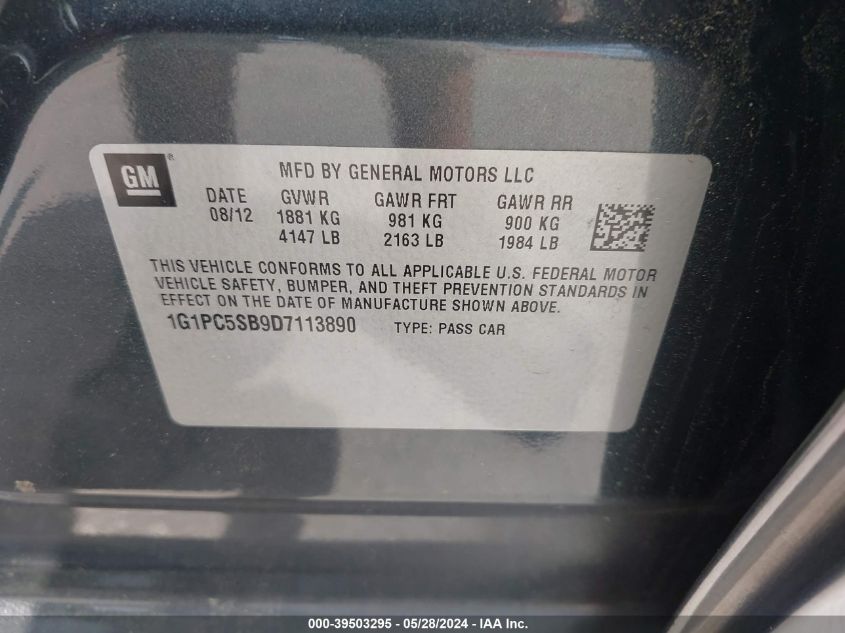 GM ®
MFD BY GENERAL MOTORS LLC
DATE GVWR GAWR FRT GAWR RR
08/12 1881 KG 981 KG 900 KG
4147 LB 2163 LB 1984 LB
THIS VEHICLE CONFORMS TO ALL APPLICABLE U.S. FEDERAL MOTOR
VEHICLE SAFETY, BUMPER, AND THEFT PREVENTION STANDARDS IN
EFFECT ON THE DATE OF MANUFACTURE SHOWN ABOVE.
1G1PC5SB9D7113890 TYPE: PASS CAR
000-39503295 - 05/28/2024 - IAA Inc.